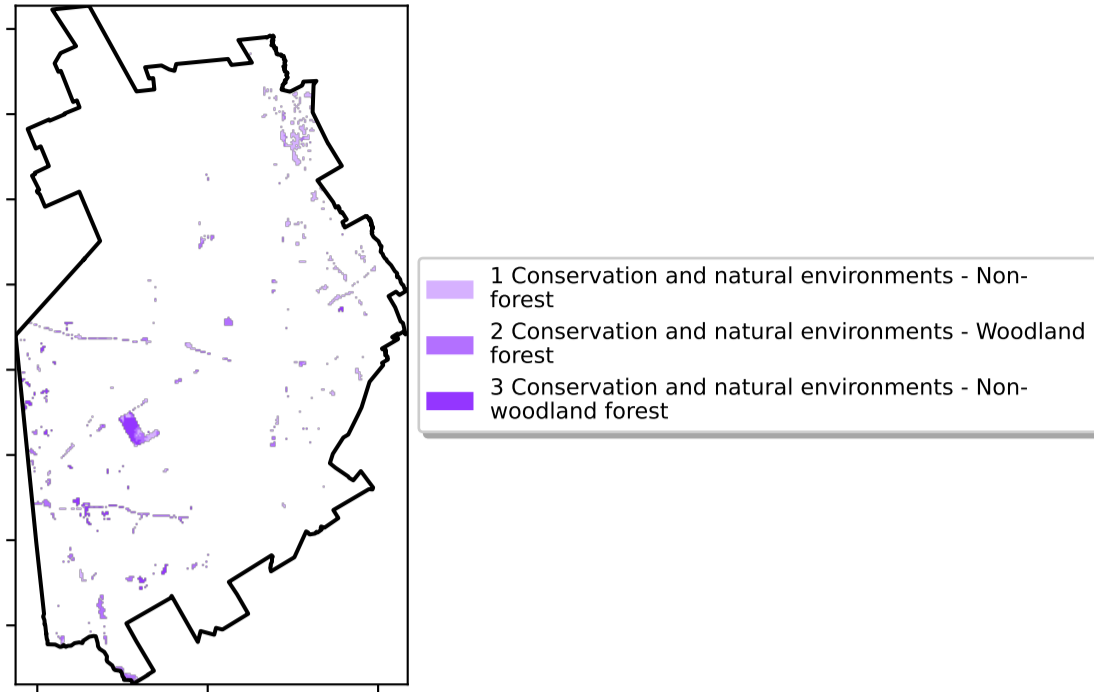 1 Conservation and natural environments - Non-
forest
2 Conservation and natural environments - Woodland
forest
3 Conservation and natural environments - Non-
woodland forest